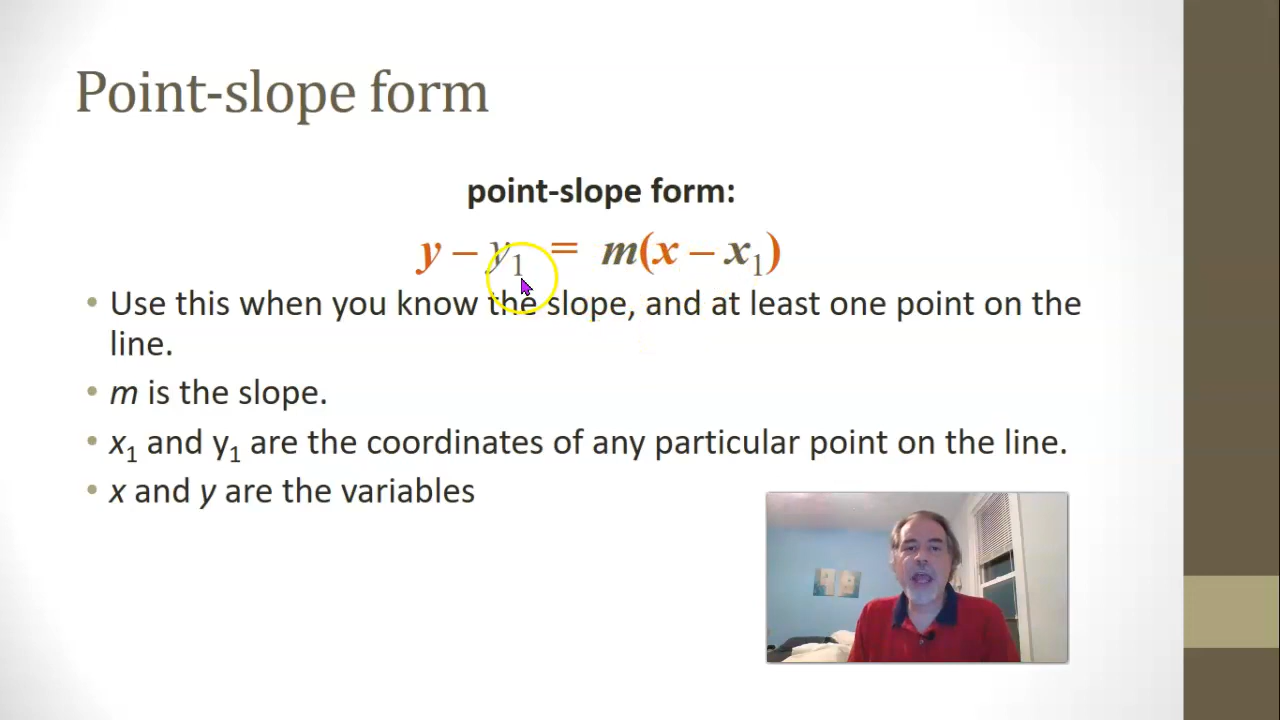 Point-slope form
point-slope form:
y – y₁ = m(x – x₁)
• Use this when you know the slope, and at least one point on the
line.
• m is the slope.
• x₁ and y₁ are the coordinates of any particular point on the line.
• x and y are the variables